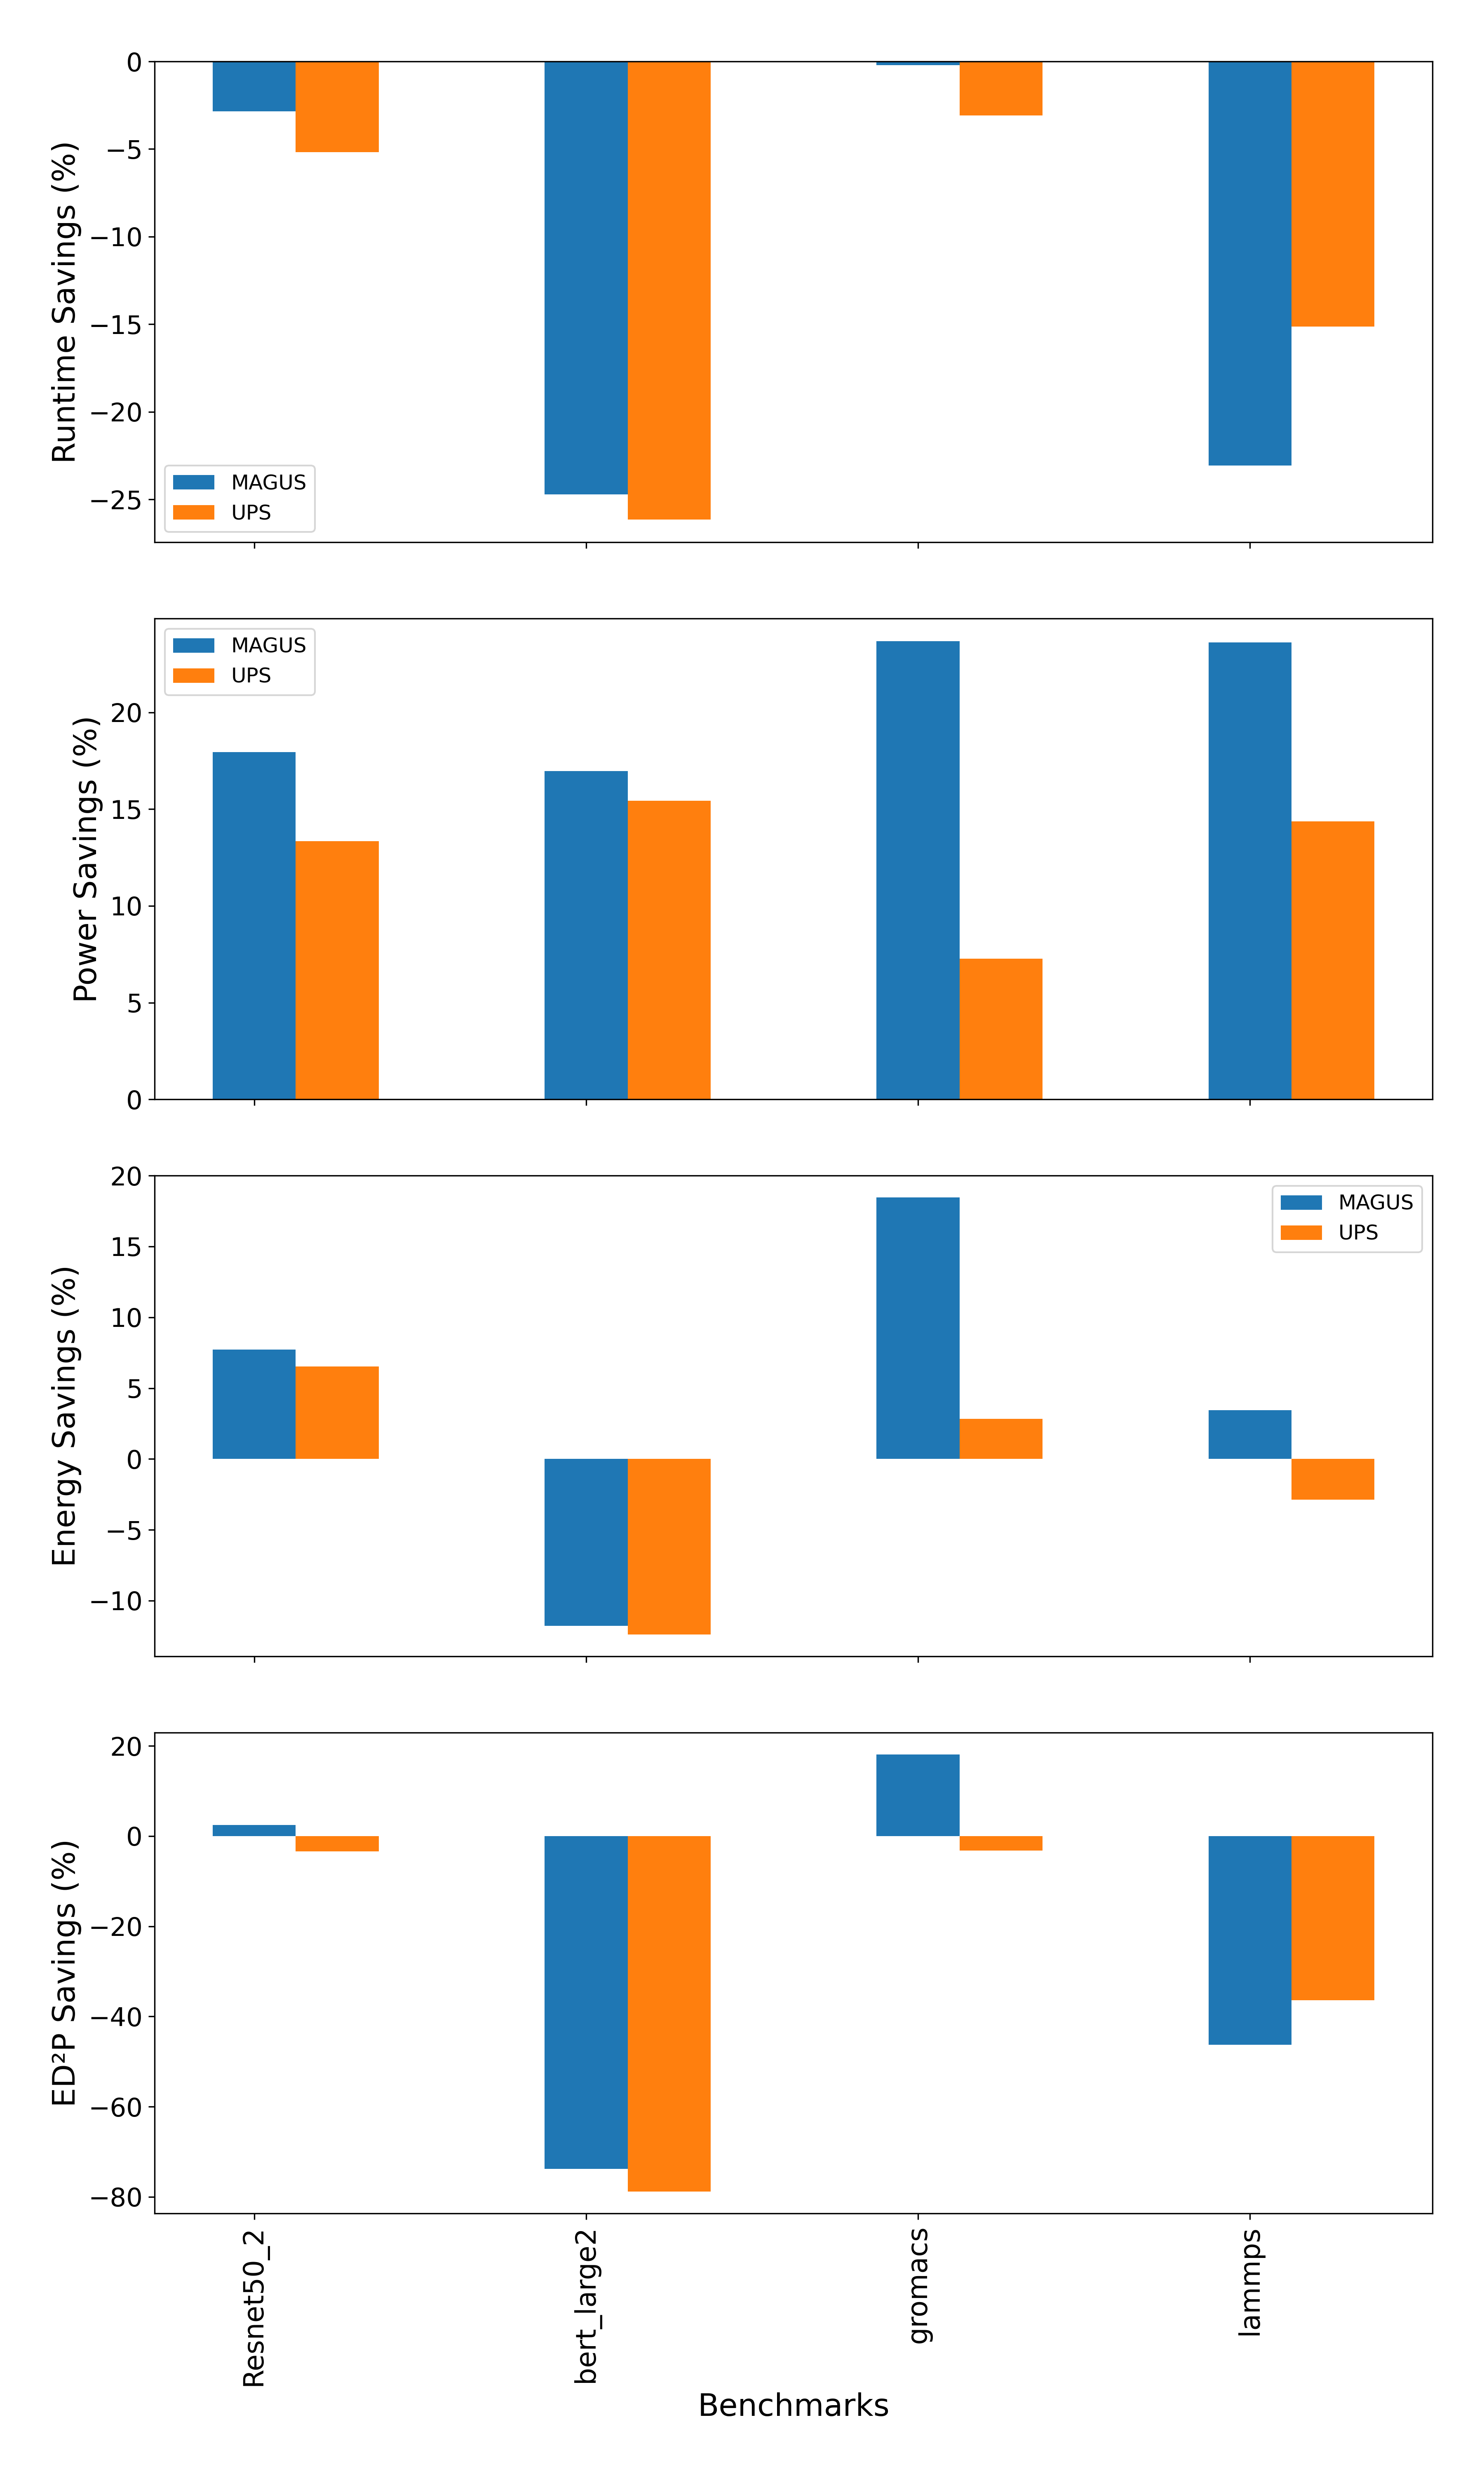 0
−5
−10
−15
−20
−25
Runtime Savings (%)
MAGUS
UPS
20
15
10
5
0
Power Savings (%)
MAGUS
UPS
20
15
10
5
0
−5
−10
Energy Savings (%)
MAGUS
UPS
20
0
−20
−40
−60
−80
ED²P Savings (%)
Resnet50_2
bert_large2
gromacs
lammps
Benchmarks